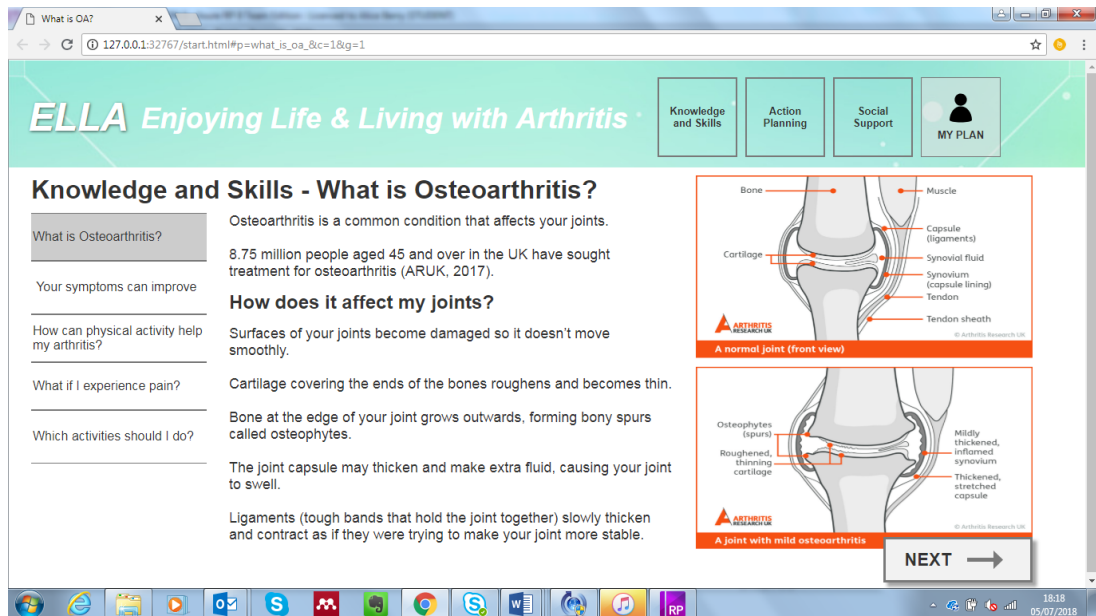 What is OA?
127.0.0.1:32767/start.html#p=what_is_oa_&c=1&g=1
ELLA Enjoying Life & Living with Arthritis
Knowledge
and Skills
Action
Planning
Social
Support
MY PLAN
Knowledge and Skills - What is Osteoarthritis?
What is Osteoarthritis?
Your symptoms can improve
How can physical activity help
my arthritis?
What if I experience pain?
Which activities should I do?
Osteoarthritis is a common condition that affects your joints.
8.75 million people aged 45 and over in the UK have sought
treatment for osteoarthritis (ARUK, 2017).
How does it affect my joints?
Surfaces of your joints become damaged so it doesn't move
smoothly.
Cartilage covering the ends of the bones roughens and becomes thin.
Bone at the edge of your joint grows outwards, forming bony spurs
called osteophytes.
The joint capsule may thicken and make extra fluid, causing your joint
to swell.
Ligaments (tough bands that hold the joint together) slowly thicken
and contract as if they were trying to make your joint more stable.
Bone
Muscle
Capsule
(ligaments)
Cartilage
Synovial fluid
Synovium
(capsule lining)
Tendon
Tendon sheath
ARTHRITIS
RESEARCH UK
© Arthritis Research UK
A normal joint (front view)
Osteophytes
(spurs)
Roughened,
thinning
cartilage
Mildly
thickened,
inflamed
synovium
Thickened,
stretched
capsule
ARTHRITIS
RESEARCH UK
© Arthritis Research UK
A joint with mild osteoarthritis
NEXT
RP
18:18
05/07/2018